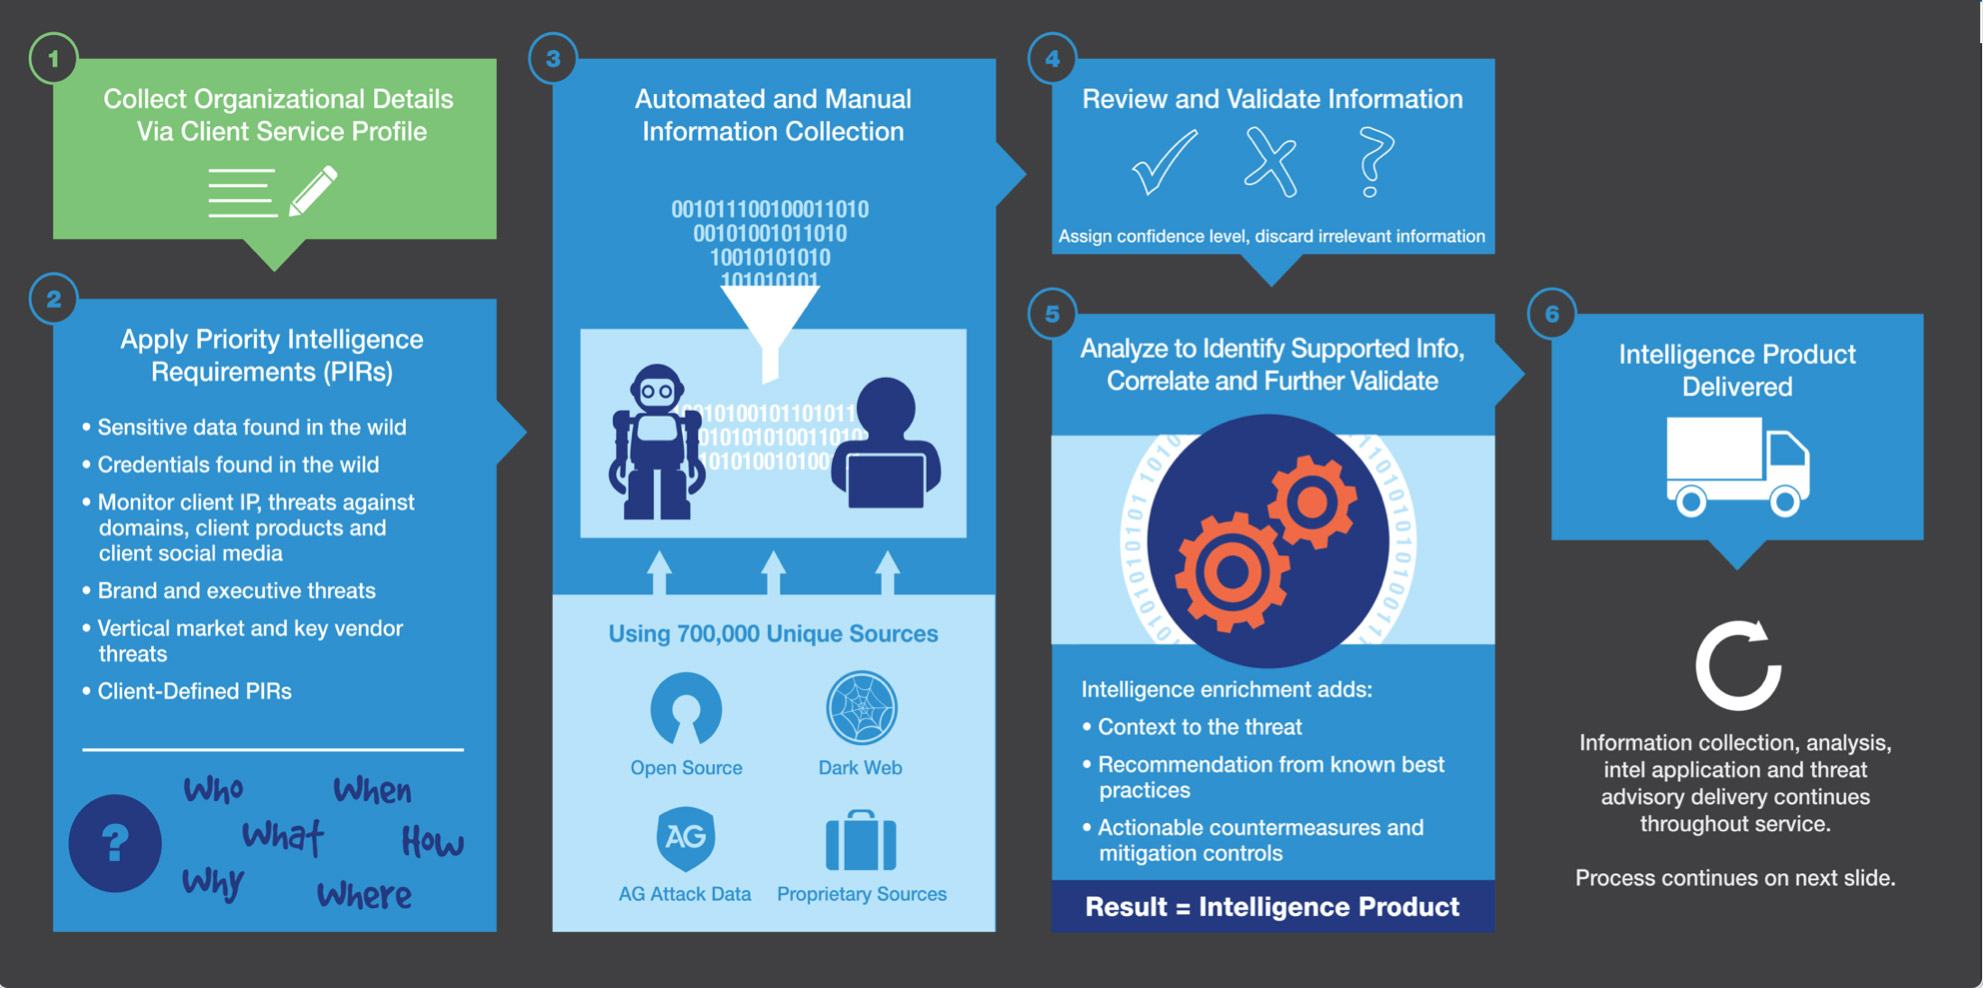 1
Collect Organizational Details
Via Client Service Profile
2
Apply Priority Intelligence
Requirements (PIRs)
• Sensitive data found in the wild
• Credentials found in the wild
• Monitor client IP, threats against
domains, client products and
client social media
• Brand and executive threats
• Vertical market and key vendor
threats
• Client-Defined PIRs
?
Who
When
What
How
Why
Where
3
Automated and Manual
Information Collection
001011100100011010
00101001011010
10010101010
101010101
Using 700,000 Unique Sources
Open Source
Dark Web
AG
AG Attack Data
Proprietary Sources
4
Review and Validate Information
?
Assign confidence level, discard irrelevant information
5
Analyze to Identify Supported Info,
Correlate and Further Validate
Intelligence enrichment adds:
• Context to the threat
• Recommendation from known best
practices
• Actionable countermeasures and
mitigation controls
Result = Intelligence Product
6
Intelligence Product
Delivered
Information collection, analysis,
intel application and threat
advisory delivery continues
throughout service.
Process continues on next slide.